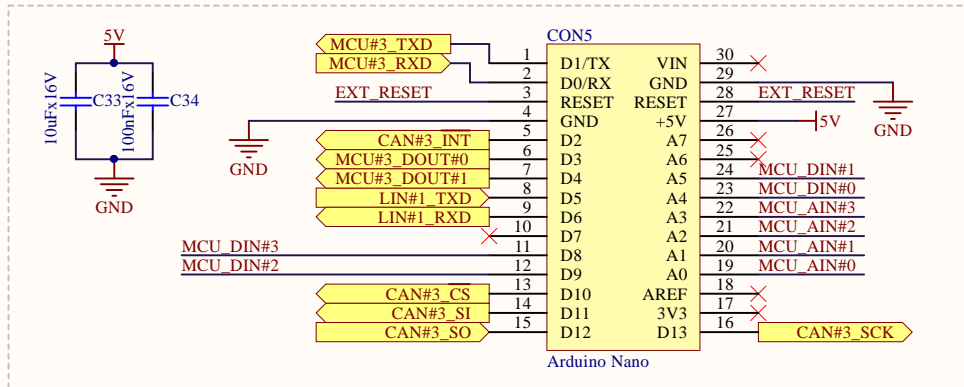 CON5
5V
MCU#3_TXD 1 D1/TX VIN 30
MCU#3_RXD 2 D0/RX GND 29
EXT_RESET 3 RESET RESET 28 EXT_RESET
4 GND +5V 27 5V
CAN#3_INT 5 D2 A7 26
MCU#3_DOUT#0 6 D3 A6 25
MCU#3_DOUT#1 7 D4 A5 24 MCU_DIN#1
LIN#1_TXD 8 D5 A4 23 MCU_DIN#0
LIN#1_RXD 9 D6 A3 22 MCU_AIN#3
10 D7 A2 21 MCU_AIN#2
MCU_DIN#3 11 D8 A1 20 MCU_AIN#1
MCU_DIN#2 12 D9 A0 19 MCU_AIN#0
CAN#3_CS 13 D10 AREF 18
CAN#3_SI 14 D11 3V3 17
CAN#3_SO 15 D12 D13 16 CAN#3_SCK
Arduino Nano
10uFx16V
C33
100nFx16V
C34
GND
GND
GND